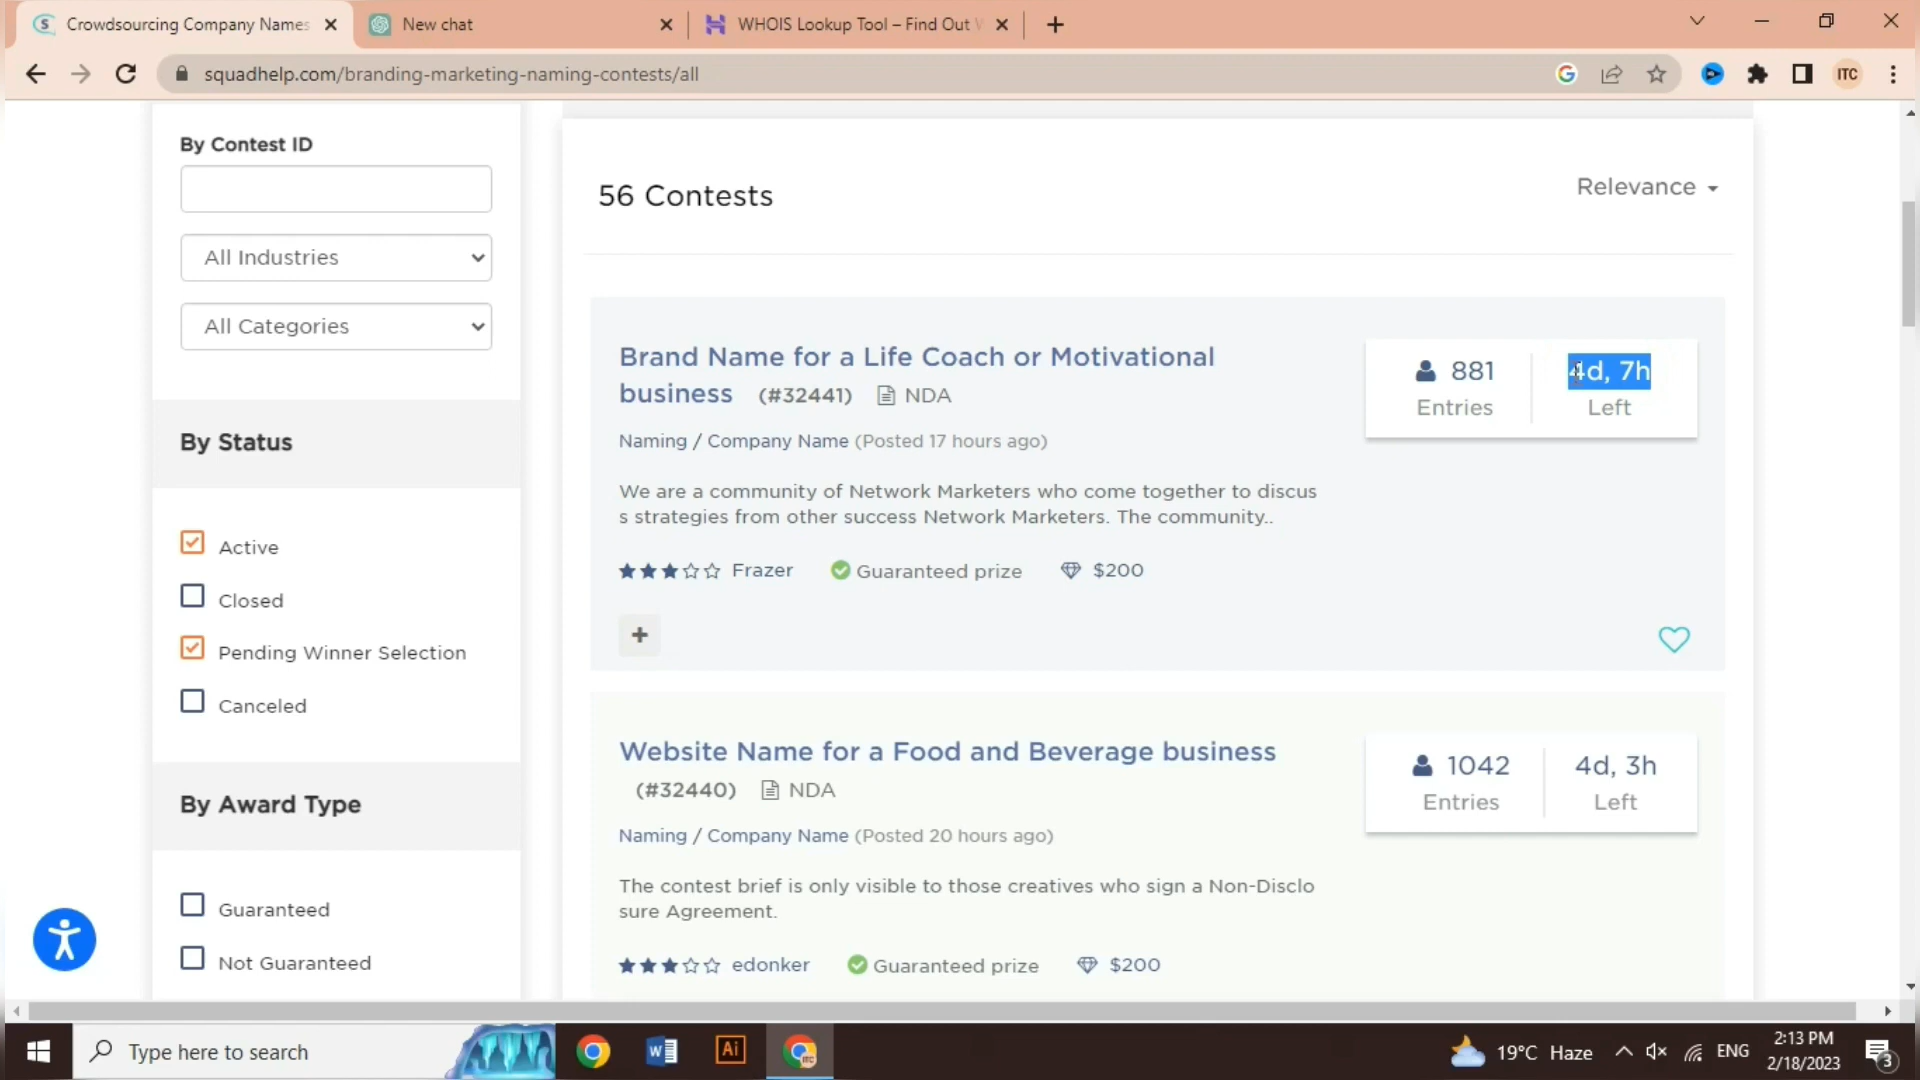 Crowdsourcing Company Names
New chat
WHOIS Lookup Tool – Find Out
squadhelp.com/branding-marketing-naming-contests/all
ITC
By Contest ID
All Industries
All Categories
By Status
Active
Closed
Pending Winner Selection
Canceled
By Award Type
Guaranteed
Not Guaranteed
56 Contests
Relevance
Brand Name for a Life Coach or Motivational
business (#32441) NDA
Naming / Company Name (Posted 17 hours ago)
We are a community of Network Marketers who come together to discus
s strategies from other success Network Marketers. The community..
Frazer Guaranteed prize $200
881
Entries
4d, 7h
Left
Website Name for a Food and Beverage business
(#32440) NDA
Naming / Company Name (Posted 20 hours ago)
The contest brief is only visible to those creatives who sign a Non-Disclo
sure Agreement.
edonker Guaranteed prize $200
1042
Entries
4d, 3h
Left
Type here to search
W
Ai
19°C Haze
ENG
2:13 PM
2/18/2023
3